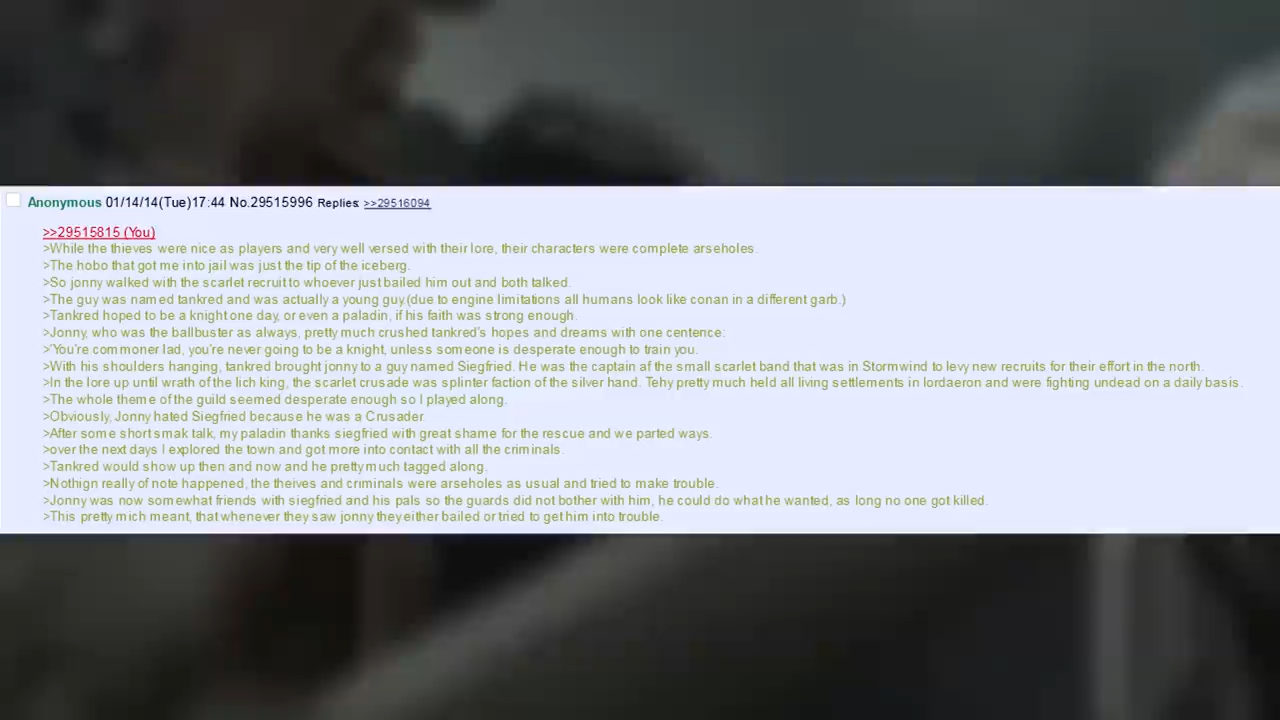 Anonymous 01/14/14(Tue)17:44 No.29515996 Replies: >>29516094
>>29515815 (You)
>While the thieves were nice as players and very well versed with their lore, their characters were complete arseholes.
>The hobo that got me into jail was just the tip of the iceberg.
>So jonny walked with the scarlet recruit to whoever just bailed him out and both talked.
>The guy was named tankred and was actually a young guy.(due to engine limitations all humans look like conan in a different garb.)
>Tankred hoped to be a knight one day, or even a paladin, if his faith was strong enough.
>Jonny, who was the ballbuster as always, pretty much crushed tankred's hopes and dreams with one centence:
>'You're commoner lad, you're never going to be a knight, unless someone is desperate enough to train you.
>With his shoulders hanging, tankred brought jonny to a guy named Siegfried. He was the captain af the small scarlet band that was in Stormwind to levy new recruits for their effort in the north.
>In the lore up until wrath of the lich king, the scarlet crusade was splinter faction of the silver hand. Tehy pretty much held all living settlements in lordaeron and were fighting undead on a daily basis.
>The whole theme of the guild seemed desperate enough so I played along.
>Obviously, Jonny hated Siegfried because he was a Crusader.
>After some short smak talk, my paladin thanks siegfried with great shame for the rescue and we parted ways.
>over the next days I explored the town and got more into contact with all the criminals.
>Tankred would show up then and now and he pretty much tagged along.
>Nothign really of note happened, the theives and criminals were arseholes as usual and tried to make trouble.
>Jonny was now somewhat friends with siegfried and his pals so the guards did not bother with him, he could do what he wanted, as long no one got killed.
>This pretty mich meant, that whenever they saw jonny they either bailed or tried to get him into trouble.